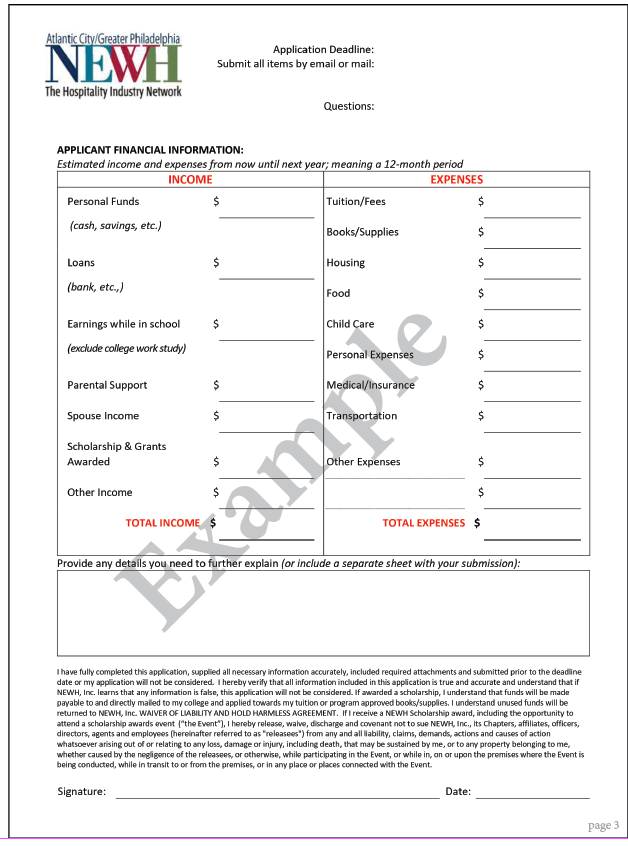 Atlantic City/Greater Philadelphia
NEWH
The Hospitality Industry Network
Application Deadline:
Submit all items by email or mail:
Questions:
APPLICANT FINANCIAL INFORMATION:
Estimated income and expenses from now until next year; meaning a 12-month period
INCOME EXPENSES
Personal Funds $ Tuition/Fees $
(cash, savings, etc.)
Books/Supplies $
Loans $ Housing $
(bank, etc.,)
Food $
Earnings while in school $ Child Care $
(exclude college work study)
Personal Expenses $
Parental Support $ Medical/Insurance $
Spouse Income $ Transportation $
Scholarship & Grants
Awarded $ Other Expenses $
Other Income $ $
TOTAL INCOME $ TOTAL EXPENSES $
Example
Provide any details you need to further explain (or include a separate sheet with your submission):
I have fully completed this application, supplied all necessary information accurately, included required attachments and submitted prior to the deadline
date or my application will not be considered. I hereby verify that all information included in this application is true and accurate and understand that if
NEWH, Inc. learns that any information is false, this application will not be considered. If awarded a scholarship, I understand that funds will be made
payable to and directly mailed to my college and applied towards my tuition or program approved books/supplies. I understand unused funds will be
returned to NEWH, Inc. WAIVER OF LIABILITY AND HOLD HARMLESS AGREEMENT. If I receive a NEWH Scholarship award, including the opportunity to
attend a scholarship awards event ("the Event"), I hereby release, waive, discharge and covenant not to sue NEWH, Inc., its Chapters, affiliates, officers,
directors, agents and employees (hereinafter referred to as "releasees") from any and all liability, claims, demands, actions and causes of action
whatsoever arising out of or relating to any loss, damage or injury, including death, that may be sustained by me, or to any property belonging to me,
whether caused by the negligence of the releasees, or otherwise, while participating in the Event, or while in, on or upon the premises where the Event is
being conducted, while in transit to or from the premises, or in any place or places connected with the Event.
Signature: Date:
page 3